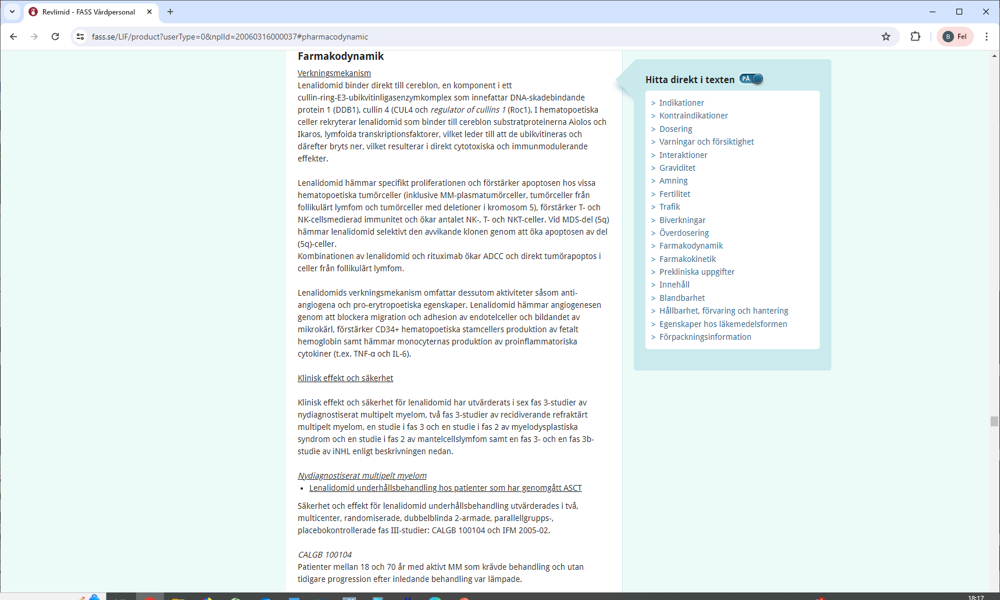 Revlimid - FASS Vårdpersonal
fass.se/LIF/product?userType=0&nplId=20060316000037#pharmacodynamic
B Fel
Farmakodynamik
Verkningsmekanism
Lenalidomid binder direkt till cereblon, en komponent i ett
cullin-ring-E3-ubikvitinligasenzymkomplex som innefattar DNA-skadebindande
protein 1 (DDB1), cullin 4 (CUL4 och regulator of cullins 1 (Roc1). I hematopoetiska
celler rekryterar lenalidomid som binder till cereblon substratproteinerna Aiolos och
Ikaros, lymfoida transkriptionsfaktorer, vilket leder till att de ubikvitineras och
därefter bryts ner, vilket resulterar i direkt cytotoxiska och immunmodulerande
effekter.
Lenalidomid hämmar specifikt proliferationen och förstärker apoptosen hos vissa
hematopoetiska tumörceller (inklusive MM-plasmatumörceller, tumörceller från
follikulärt lymfom och tumörceller med deletioner i kromosom 5), förstärker T- och
NK-cellsmedierad immunitet och ökar antalet NK-, T- och NKT-celler. Vid MDS-del (5q)
hämmar lenalidomid selektivt den avvikande klonen genom att öka apoptosen av del
(5q)-celler.
Kombinationen av lenalidomid och rituximab ökar ADCC och direkt tumörapoptos i
celler från follikulärt lymfom.
Lenalidomids verkningsmekanism omfattar dessutom aktiviteter såsom anti-
angiogena och pro-erytropoetiska egenskaper. Lenalidomid hämmar angiogenesen
genom att blockera migration och adhesion av endotelceller och bildandet av
mikrokärl, förstärker CD34+ hematopoetiska stamcellers produktion av fetalt
hemoglobin samt hämmar monocyternas produktion av proinflammatoriska
cytokiner (t.ex. TNF-α och IL-6).
Klinisk effekt och säkerhet
Klinisk effekt och säkerhet för lenalidomid har utvärderats i sex fas 3-studier av
nydiagnostiserat multipelt myelom, två fas 3-studier av recidiverande refraktärt
multipelt myelom, en studie i fas 3 och en studie i fas 2 av myelodysplastiska
syndrom och en studie i fas 2 av mantelcellslymfom samt en fas 3- och en fas 3b-
studie av iNHL enligt beskrivningen nedan.
Nydiagnostiserat multipelt myelom
• Lenalidomid underhållsbehandling hos patienter som har genomgått ASCT
Säkerhet och effekt för lenalidomid underhållsbehandling utvärderades i två,
multicenter, randomiserade, dubbelblinda 2-armade, parallellgrupps-,
placebokontrollerade fas III-studier: CALGB 100104 och IFM 2005-02.
CALGB 100104
Patienter mellan 18 och 70 år med aktivt MM som krävde behandling och utan
tidigare progression efter inledande behandling var lämpade.
Hitta direkt i texten PÅ
> Indikationer
> Kontraindikationer
> Dosering
> Varningar och försiktighet
> Interaktioner
> Graviditet
> Amning
> Fertilitet
> Trafik
> Biverkningar
> Överdosering
> Farmakodynamik
> Farmakokinetik
> Prekliniska uppgifter
> Innehåll
> Blandbarhet
> Hållbarhet, förvaring och hantering
> Egenskaper hos läkemedelsformen
> Förpackningsinformation
18:17